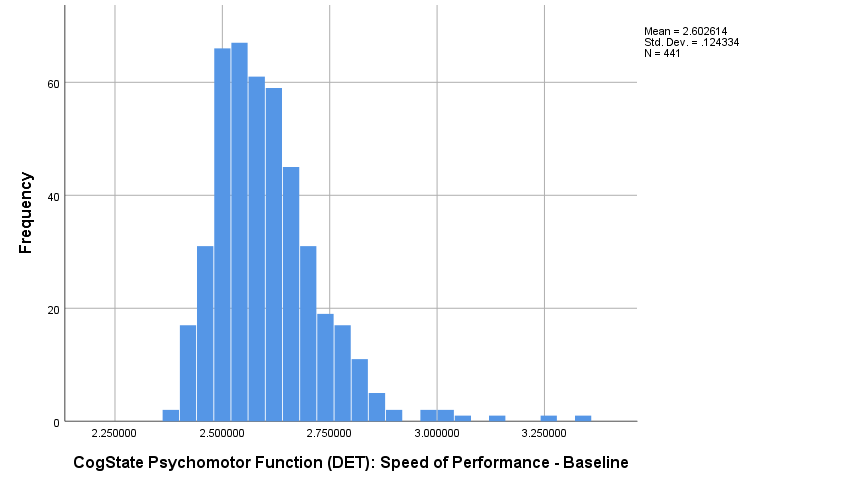 Mean = 2.602614
Std. Dev. = .124334
N = 441
Frequency
60
40
20
0
2.250000 2.500000 2.750000 3.000000 3.250000
CogState Psychomotor Function (DET): Speed of Performance - Baseline